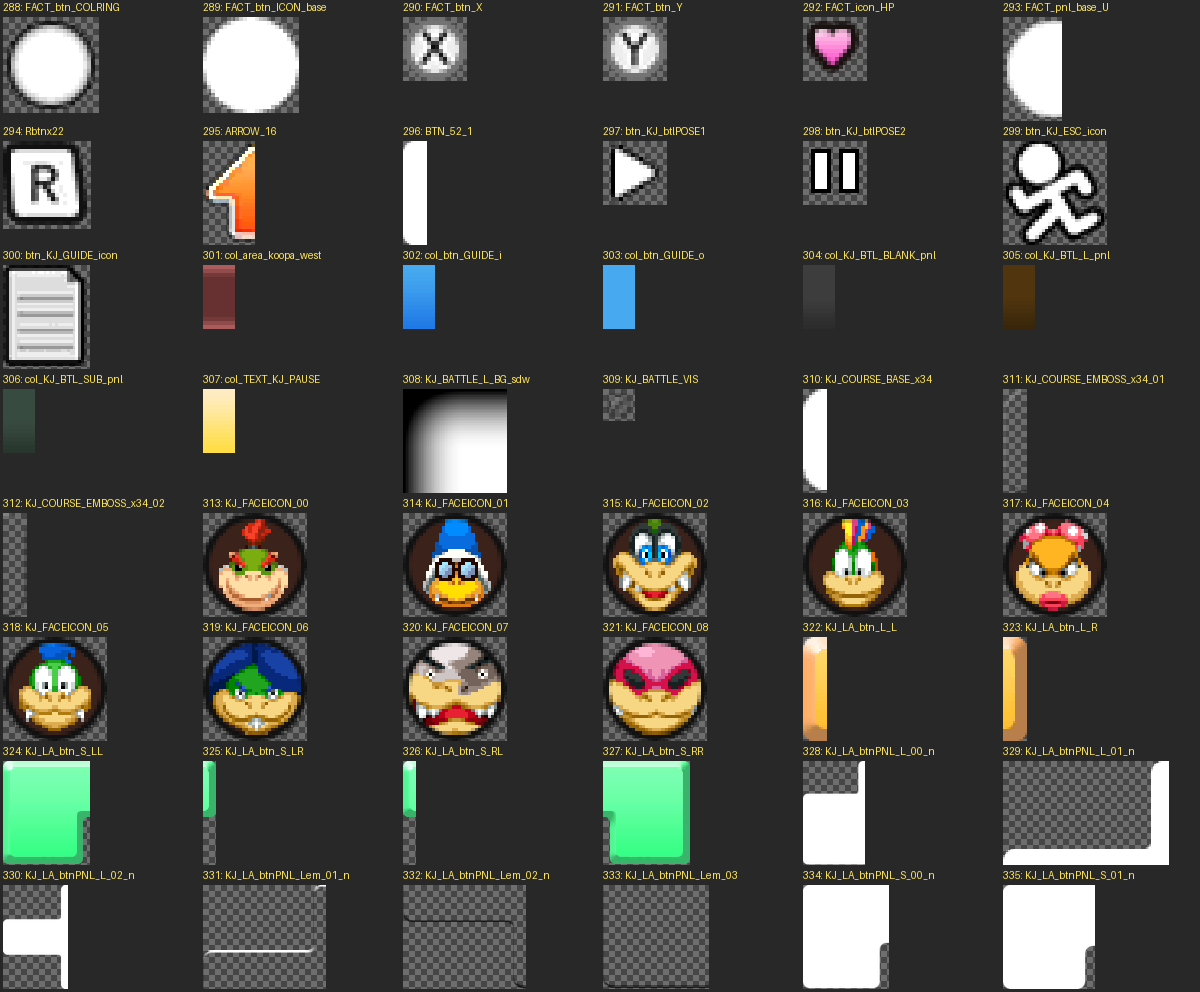 288: FACT_btn_COLRING
289: FACT_btn_ICON_base
290: FACT_btn_X
291: FACT_btn_Y
292: FACT_icon_HP
293: FACT_pnl_base_U
X
Y
294: Rbtnx22
295: ARROW_16
296: BTN_52_1
297: btn_KJ_btlPOSE1
298: btn_KJ_btlPOSE2
299: btn_KJ_ESC_icon
R
300: btn_KJ_GUIDE_icon
301: col_area_koopa_west
302: col_btn_GUIDE_i
303: col_btn_GUIDE_o
304: col_KJ_BTL_BLANK_pnl
305: col_KJ_BTL_L_pnl
306: col_KJ_BTL_SUB_pnl
307: col_TEXT_KJ_PAUSE
308: KJ_BATTLE_L_BG_sdw
309: KJ_BATTLE_VIS
310: KJ_COURSE_BASE_x34
311: KJ_COURSE_EMBOSS_x34_01
312: KJ_COURSE_EMBOSS_x34_02
313: KJ_FACEICON_00
314: KJ_FACEICON_01
315: KJ_FACEICON_02
316: KJ_FACEICON_03
317: KJ_FACEICON_04
318: KJ_FACEICON_05
319: KJ_FACEICON_06
320: KJ_FACEICON_07
321: KJ_FACEICON_08
322: KJ_LA_btn_L_L
323: KJ_LA_btn_L_R
324: KJ_LA_btn_S_LL
325: KJ_LA_btn_S_LR
326: KJ_LA_btn_S_RL
327: KJ_LA_btn_S_RR
328: KJ_LA_btnPNL_L_00_n
329: KJ_LA_btnPNL_L_01_n
330: KJ_LA_btnPNL_L_02_n
331: KJ_LA_btnPNL_Lem_01_n
332: KJ_LA_btnPNL_Lem_02_n
333: KJ_LA_btnPNL_Lem_03
334: KJ_LA_btnPNL_S_00_n
335: KJ_LA_btnPNL_S_01_n